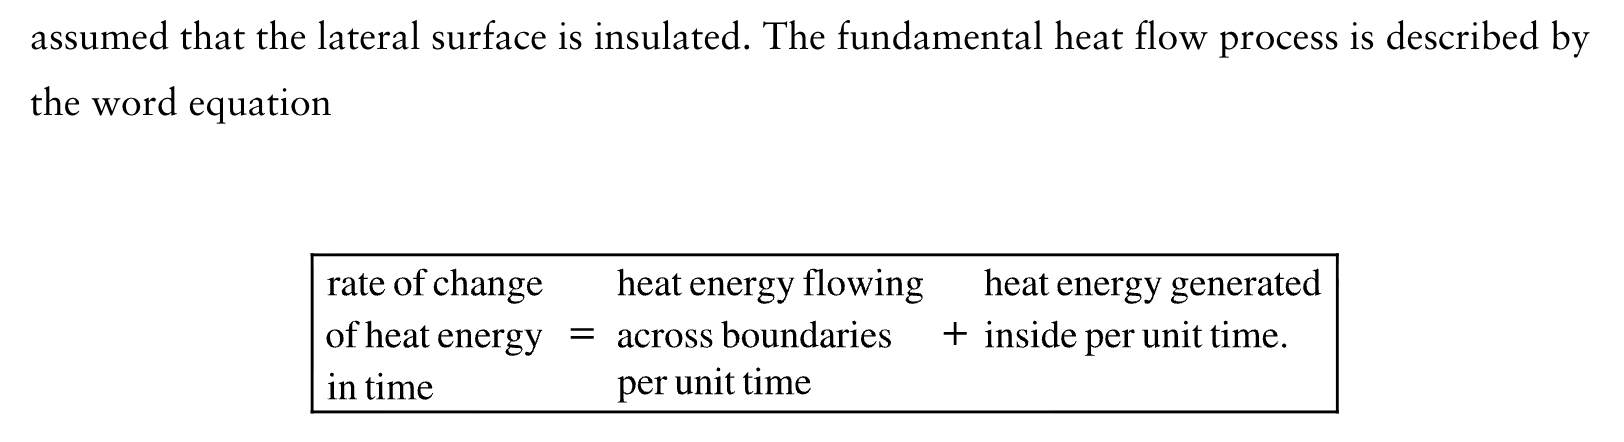 assumed that the lateral surface is insulated. The fundamental heat flow process is described by
the word equation
rate of change heat energy flowing heat energy generated
of heat energy = across boundaries + inside per unit time.
in time per unit time